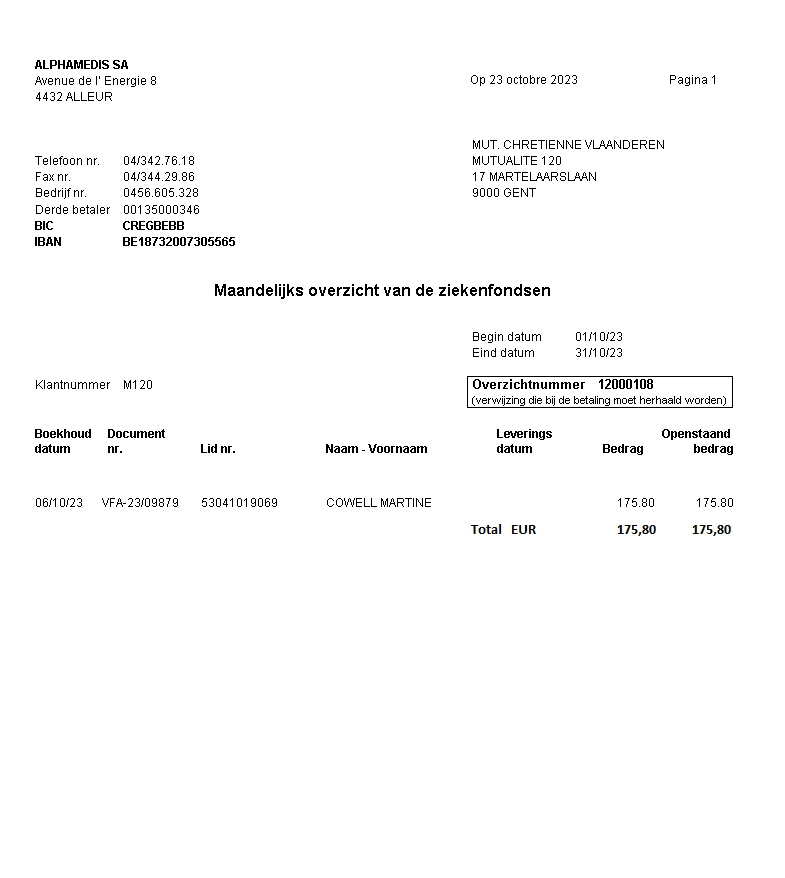 ALPHAMEDIS SA
Avenue de l' Energie 8
4432 ALLEUR
Op 23 octobre 2023 Pagina 1
MUT. CHRETIENNE VLAANDEREN
MUTUALITE 120
17 MARTELAARSLAAN
9000 GENT
Telefoon nr. 04/342.76.18
Fax nr. 04/344.29.86
Bedrijf nr. 0456.605.328
Derde betaler 00135000346
BIC CREGBEBB
IBAN BE18732007305565
Maandelijks overzicht van de ziekenfondsen
Begin datum 01/10/23
Eind datum 31/10/23
Klantnummer M120
Overzichtnummer 12000108
(verwijzing die bij de betaling moet herhaald worden)
Boekhoud Document Leverings Openstaand
datum nr. Lid nr. Naam - Voornaam datum Bedrag bedrag
06/10/23 VFA-23/09879 53041019069 COWELL MARTINE 175.80 175.80
Total EUR 175,80 175,80